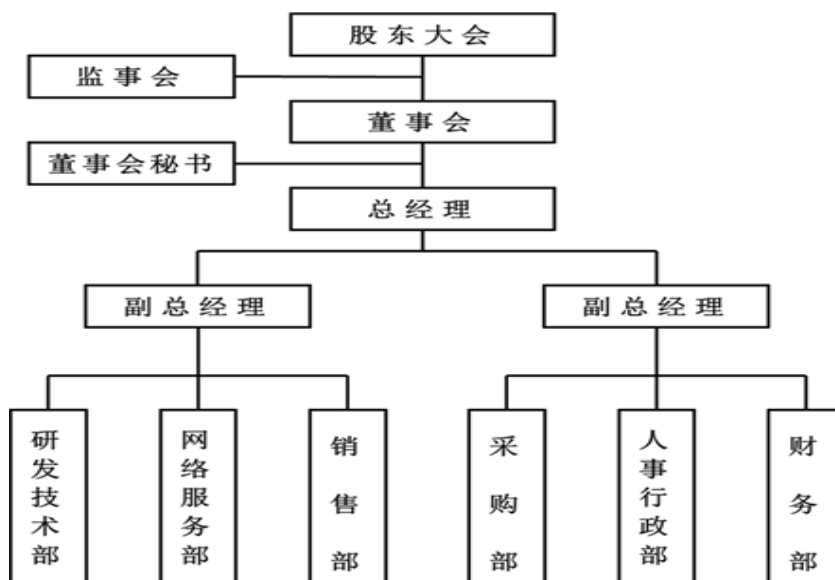 股东大会
监事会
董事会
董事会秘书
总经理
副总经理
副总经理
研发技术部
网络服务部
销售部
采购部
人事行政部
财务部